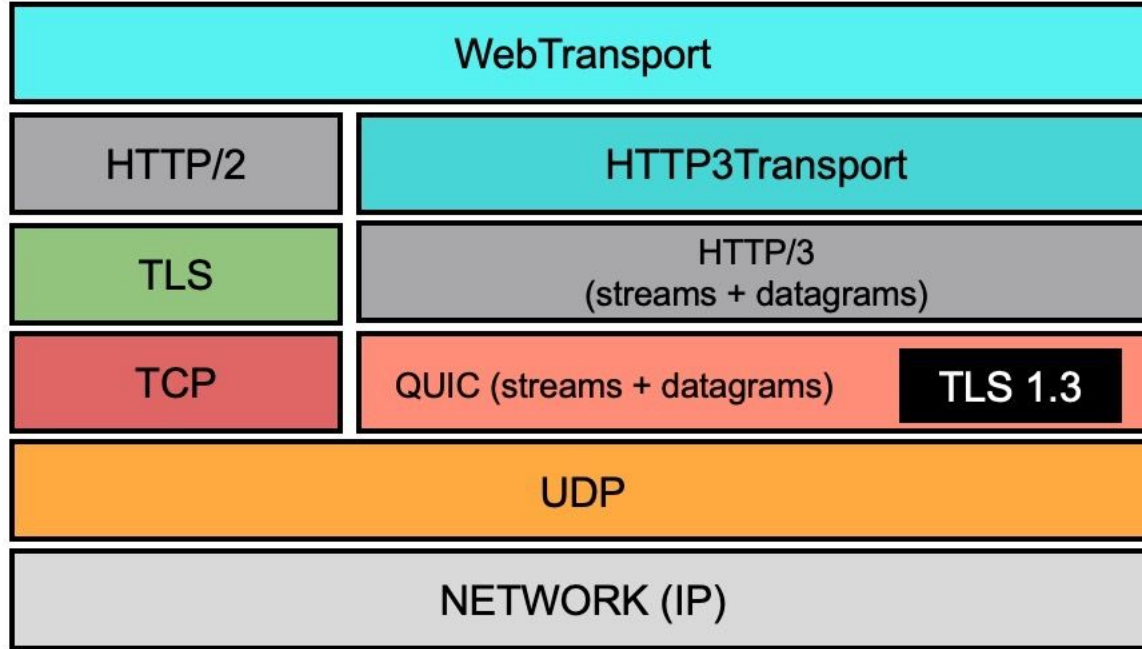 WebTransport
HTTP/2
HTTP3Transport
TLS
HTTP/3
(streams + datagrams)
TCP
QUIC (streams + datagrams)
TLS 1.3
UDP
NETWORK (IP)